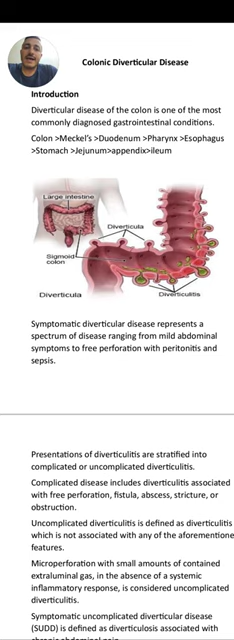 Colonic Diverticular Disease
Introduction
Diverticular disease of the colon is one of the most
commonly diagnosed gastrointestinal conditions.
Colon >Meckel's >Duodenum >Pharynx >Esophagus
>Stomach >Jejunum>appendix>ileum
Large Intestine
Diverticula
Sigmoid
colon
Diverticula
Diverticulitis
Symptomatic diverticular disease represents a
spectrum of disease ranging from mild abdominal
symptoms to free perforation with peritonitis and
sepsis.
Presentations of diverticulitis are stratified into
complicated or uncomplicated diverticulitis.
Complicated disease includes diverticulitis associated
with free perforation, fistula, abscess, stricture, or
obstruction.
Uncomplicated diverticulitis is defined as diverticulitis
which is not associated with any of the aforementione
features.
Microperforation with small amounts of contained
extraluminal gas, in the absence of a systemic
inflammatory response, is considered uncomplicated
diverticulitis.
Symptomatic uncomplicated diverticular disease
(SUDD) is defined as diverticulosis associated with